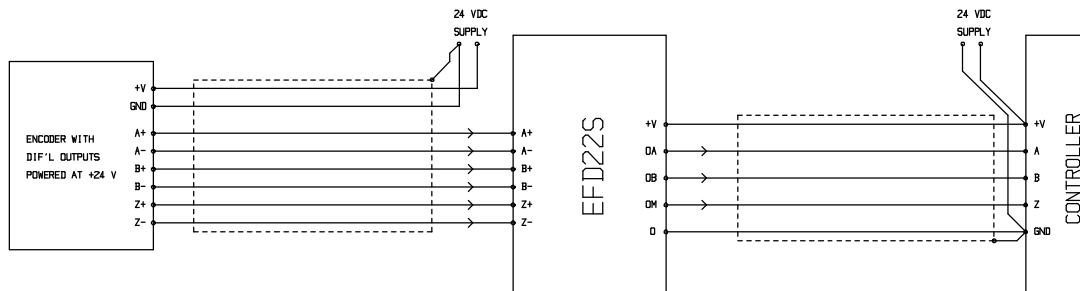 24 VDC
SUPPLY
+V
GND
ENCODER WITH
DIF'L OUTPUTS
POWERED AT +24 V
A+
A-
B+
B-
Z+
Z-
A+
A-
B+
B-
Z+
Z-
EFD22S
+V
OA
OB
OM
0
24 VDC
SUPPLY
+V
A
B
Z
GND
CONTROLLER